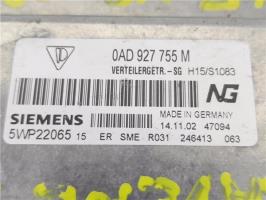 0AD 927 755 M
VERTEILERGETR.-SG H15/S1083
NG
SIEMENS
MADE IN GERMANY
14.11.02 47094
5WP22065 15 ER SME R031 246413 063